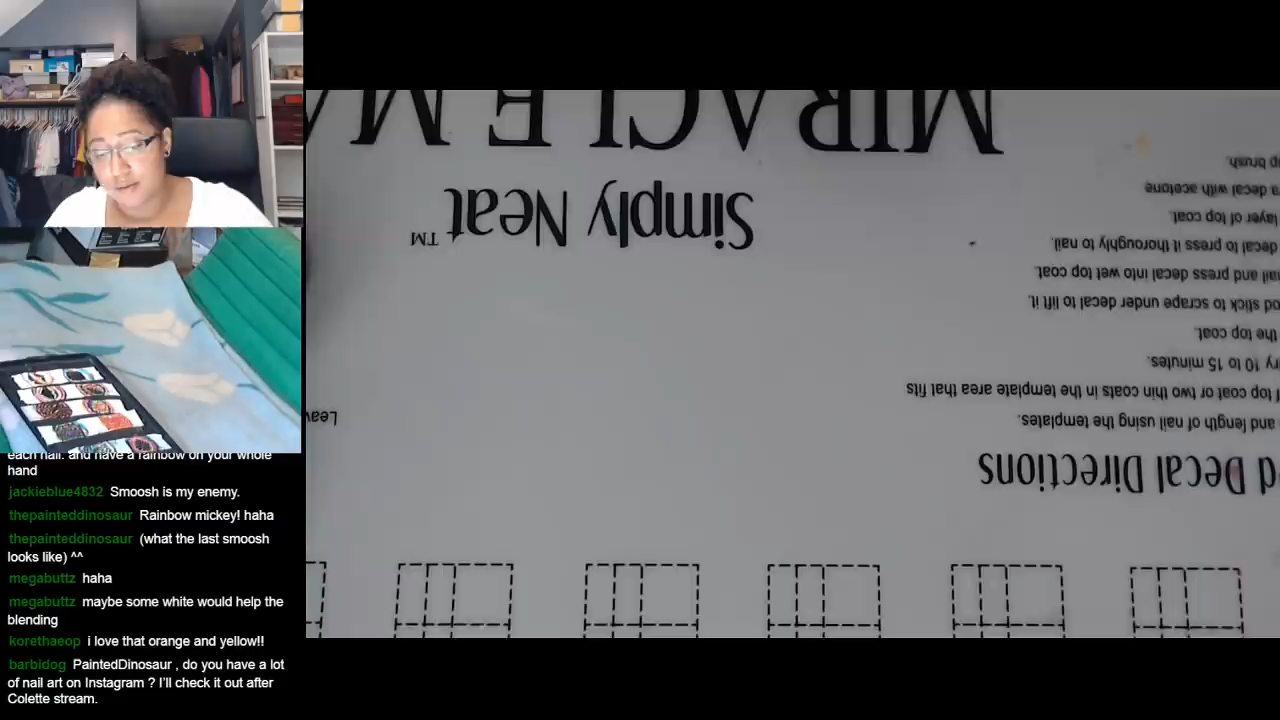 each nail. and have a rainbow on your whole
hand
jackieblue4832 Smoosh is my enemy.
thepainteddinosaur Rainbow mickey! haha
thepainteddinosaur (what the last smoosh
looks like) ^^
megabuttz haha
megabuttz maybe some white would help the
blending
korethaeop i love that orange and yellow!!
barbidog PaintedDinosaur , do you have a lot
of nail art on Instagram ? I'll check it out after
Colette stream.
Decal Directions
and length of nail using the templates.
top coat or two thin coats in the template area that fits
10 to 15 minutes.
the top coat.
stick to scrape under decal to lift it.
and press decal into wet top coat.
decal to press it thoroughly to nail.
layer of top coat.
a decal with acetone
brush.
Simply Neat™
MIRACLE